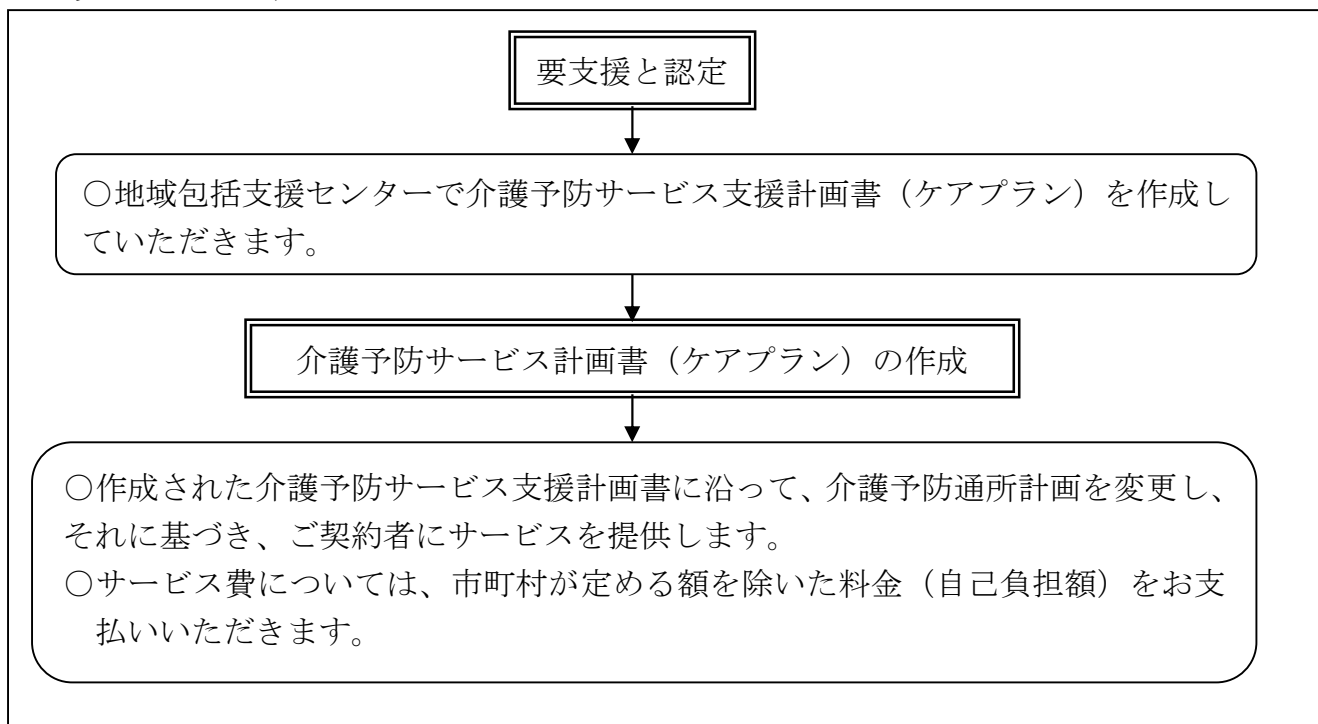 要支援と認定
○地域包括支援センターで介護予防サービス支援計画書（ケアプラン）を作成し
ていただきます。
介護予防サービス計画書（ケアプラン）の作成
○作成された介護予防サービス支援計画書に沿って、介護予防通所計画を変更し、
それに基づき、ご契約者にサービスを提供します。
○サービス費については、市町村が定める額を除いた料金（自己負担額）をお支
払いいただきます。